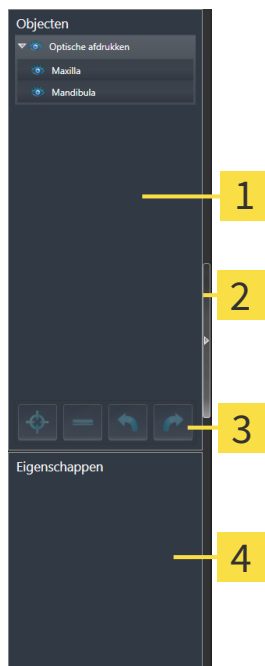 Objecten
Optische afdrukken
Maxilla
Mandibula
1
2
3
Eigenschappen
4